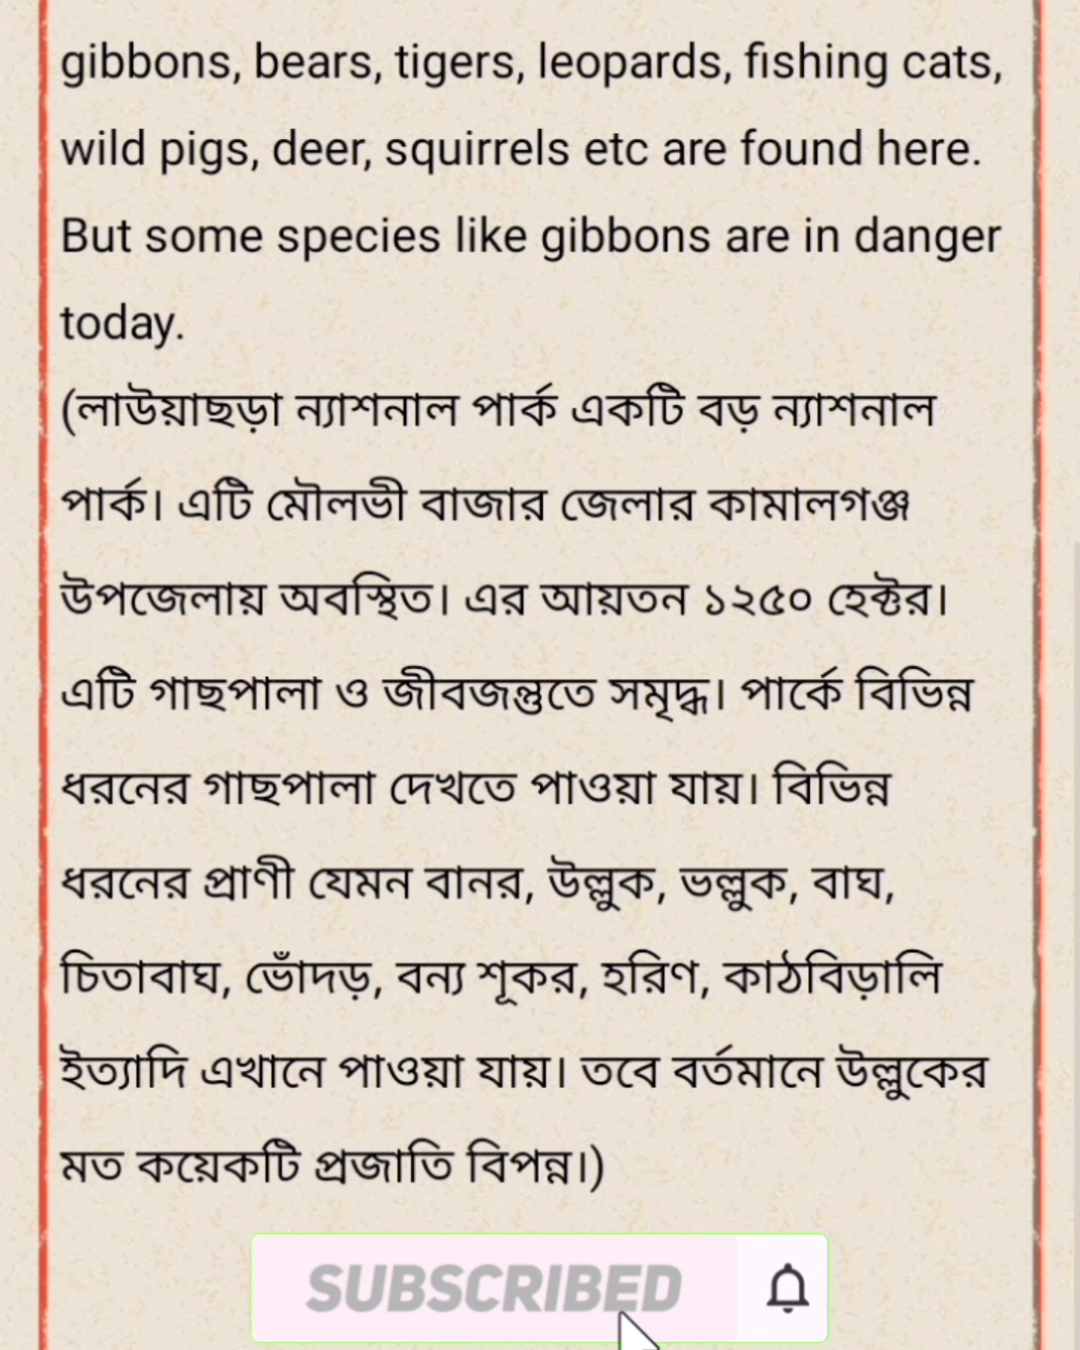 gibbons, bears, tigers, leopards, fishing cats,
wild pigs, deer, squirrels etc are found here.
But some species like gibbons are in danger
today.
(লাউয়াছড়া ন্যাশনাল পার্ক একটি বড় ন্যাশনাল
পার্ক। এটি মৌলভী বাজার জেলার কামালগঞ্জ
উপজেলায় অবস্থিত। এর আয়তন ১২৫০ হেক্টর।
এটি গাছপালা ও জীবজন্তুতে সমৃদ্ধ। পার্কে বিভিন্ন
ধরনের গাছপালা দেখতে পাওয়া যায়। বিভিন্ন
ধরনের প্রাণী যেমন বানর, উল্লুক, ভল্লুক, বাঘ,
চিতাবাঘ, ভোঁদড়, বন্য শূকর, হরিণ, কাঠবিড়ালি
ইত্যাদি এখানে পাওয়া যায়। তবে বর্তমানে উল্লুকের
মত কয়েকটি প্রজাতি বিপন্ন।)
SUBSCRIBED